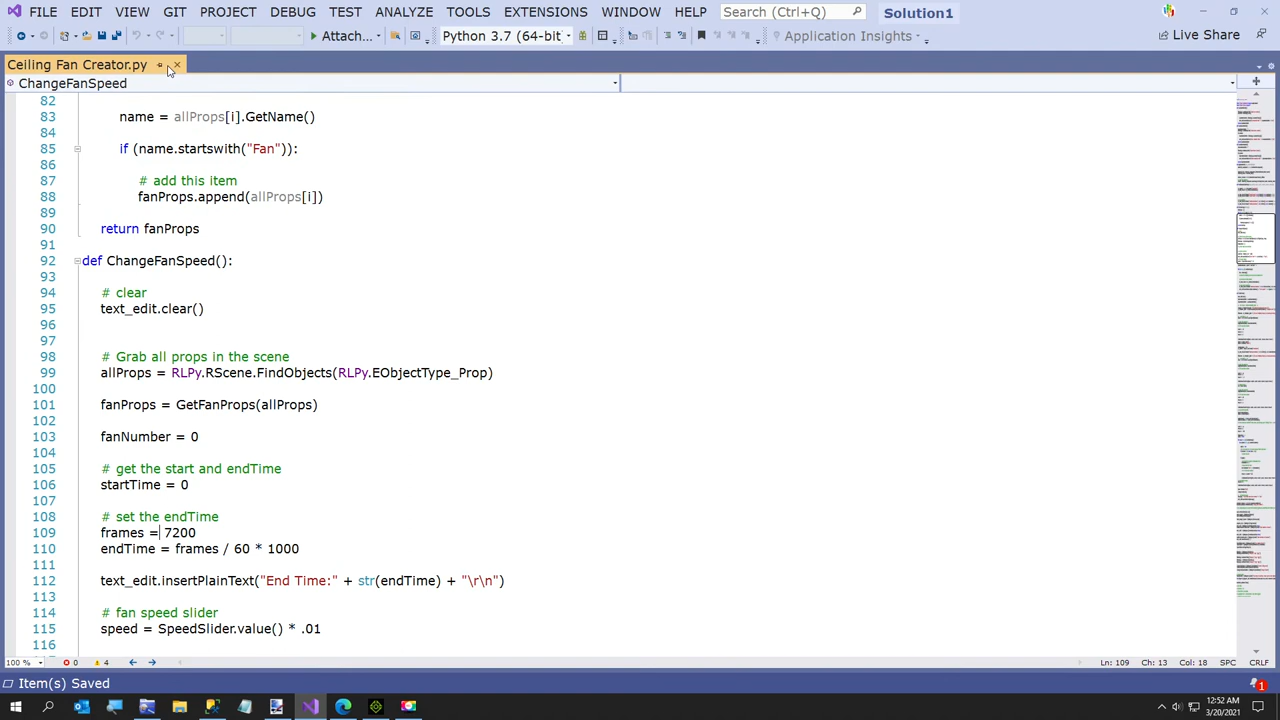 FILE EDIT VIEW GIT PROJECT DEBUG TEST ANALYZE TOOLS EXTENSIONS WINDOW HELP Search (Ctrl+Q) Solution1
Attach... Python 3.7 (64-bit Application Insights Live Share
Ceiling Fan Creator.py
ChangeFanSpeed
82
83 name = allProps[i].GetName()
84
85 if (name.startswith("Fan")):
86
87 # add this item
88 fanProps.append(allProps[i])
89
90 return fanProps
91
92 def ChangeFanSpeed():
93
94 # clear
95 text_edit.clear()
96
97
98 # Grab all props in the scene
99 allProps = RLPy.RScene.FindObjects(RLPy.EObjectType_Prop)
100
101 fanProps = GetFanProps(allProps)
102
103 fanNumber = 0
104
105 # get the start and endTime
106 startTime = 0
107
108 # set the endTime
109 frames = 7200
110 endTime = frames / 60 * 1000
111
112 text_edit.insertPlainText("End Time:" + str(endTime) + "\r\n")
113
114 # fan speed slider
115 speed = SpeedSlider.value() * .01
116
100 % 0 4 Ln: 109 Ch: 13 Col: 18 SPC CRLF
Item(s) Saved 1
12:52 AM
3/20/2021